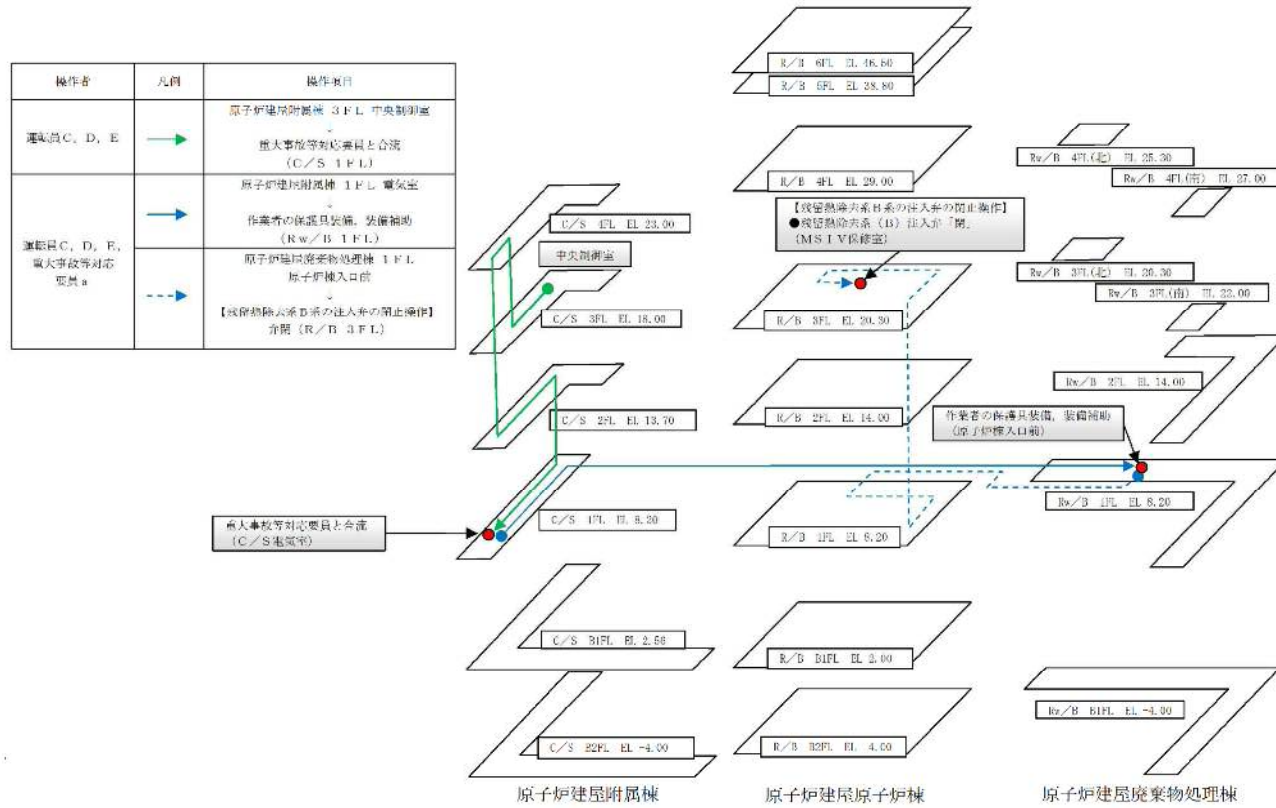 操作者 凡例 操作項目
運転員C，D，E
原子炉建屋附属棟 3FL 中央制御室
↓
重大事故等対応要員と合流
(C／S 1FL)
運転員C，D，E，
重大事故等対応
要員a
原子炉建屋附属棟 1FL 電気室
↓
作業者の保護具装備，装備補助
(Rw／B 1FL)
原子炉建屋廃棄物処理棟 1FL
原子炉棟入口前
↓
【残留熱除去系B系の注入弁の閉止操作】
弁閉(R／B 3FL)
C／S 4FL EL 23.00
中央制御室
C／S 3FL EL 18.00
C／S 2FL EL 13.70
C／S 1FL EL 8.20
重大事故等対応要員と合流
(C／S電気室)
C／S B1FL EL 2.56
C／S B2FL EL -4.00
原子炉建屋附属棟
R／B 6FL EL 46.50
R／B 5FL EL 38.80
R／B 4FL EL 29.00
【残留熱除去系B系の注入弁の閉止操作】
●残留熱除去系(B)注入弁「閉」
(MSIV保修室)
R／B 3FL EL 20.30
R／B 2FL EL 14.00
R／B 1FL EL 8.20
R／B B1FL EL 2.00
R／B B2FL EL 4.00
原子炉建屋原子炉棟
Rw／B 4FL(北) EL 25.30
Rw／B 4FL(南) EL 27.00
Rw／B 3FL(北) EL 20.30
Rw／B 3FL(南) EL 22.00
Rw／B 2FL EL 14.00
作業者の保護具装備，装備補助
(原子炉棟入口前)
Rw／B 1FL EL 8.20
Rw／B B1FL EL -4.00
原子炉建屋廃棄物処理棟